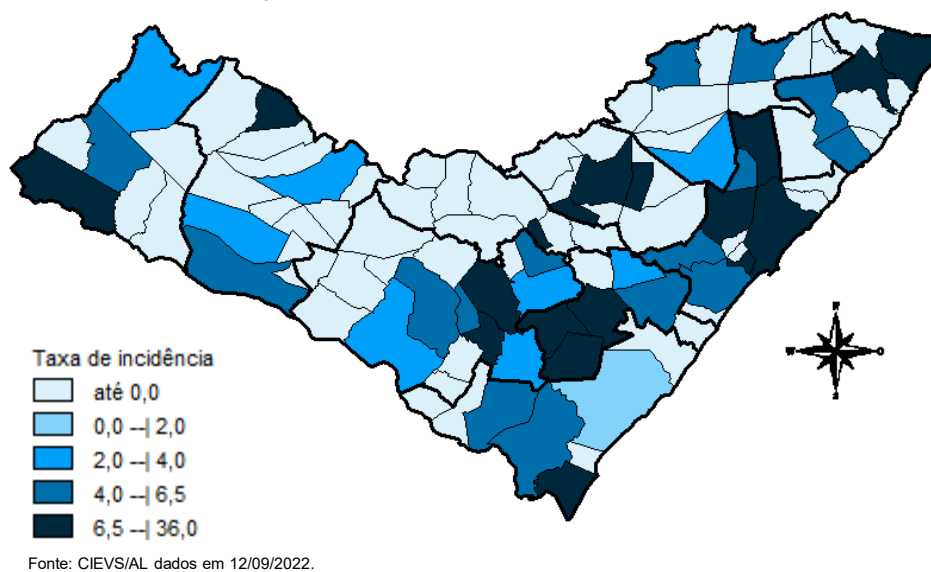 N
W
O
S
Taxa de incidência
até 0,0
0,0 --| 2,0
2,0 --| 4,0
4,0 --| 6,5
6,5 --| 36,0
Fonte: CIEVS/AL dados em 12/09/2022.